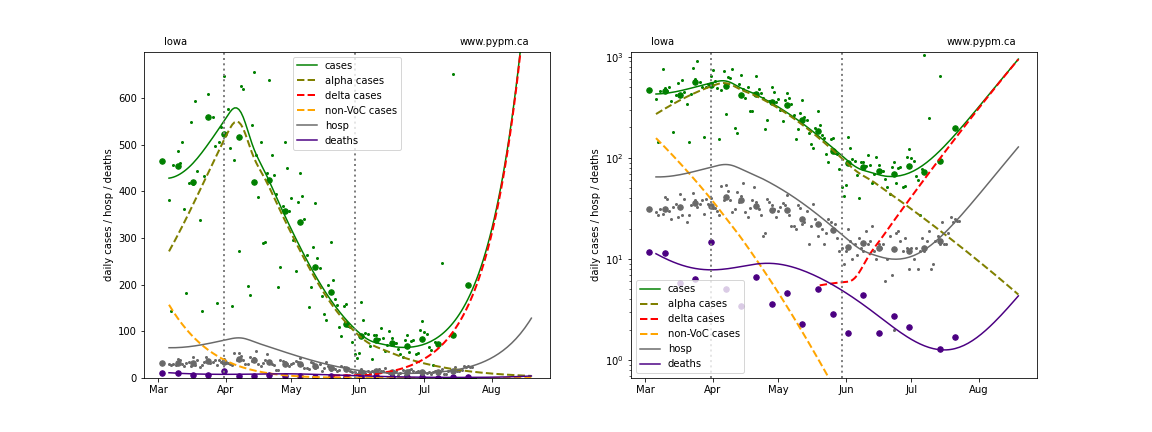 Iowa
www.pypm.ca
daily cases / hosp / deaths
600
500
400
300
200
100
0
cases
alpha cases
delta cases
non-VoC cases
hosp
deaths
Mar
Apr
May
Jun
Jul
Aug
Iowa
www.pypm.ca
daily cases / hosp / deaths
10³
10²
10¹
10⁰
cases
alpha cases
delta cases
non-VoC cases
hosp
deaths
Mar
Apr
May
Jun
Jul
Aug